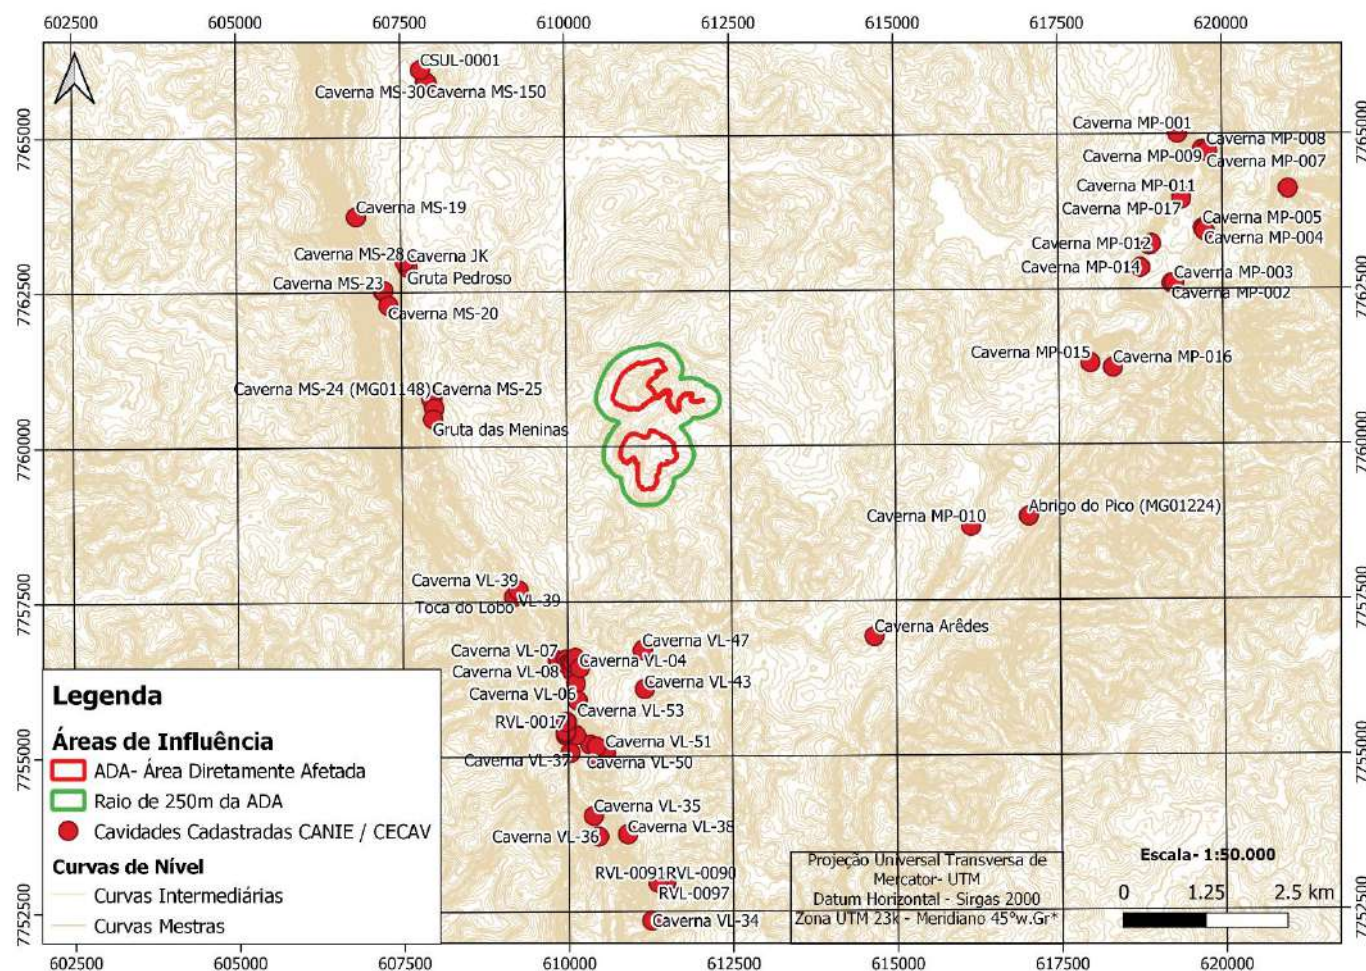 602500 605000 607500 610000 612500 615000 617500 620000
CSUL-0001
Caverna MS-30 Caverna MS-150
7765000 7765000
Caverna MP-001
Caverna MP-008
Caverna MP-009
Caverna MP-007
Caverna MP-011
Caverna MP-017
Caverna MS-19
Caverna MP-005
Caverna MP-004
Caverna MP-012
Caverna MS-28 Caverna JK
Caverna MP-014
Gruta Pedroso
Caverna MP-003
Caverna MS-23
Caverna MP-002
7762500 7762500
Caverna MS-20
Caverna MP-015 Caverna MP-016
Caverna MS-24 (MG01148) Caverna MS-25
Gruta das Meninas
7760000 7760000
Abrigo do Pico (MG01224)
Caverna MP-010
Caverna VL-39
VL-39
Toca do Lobo
7757500 7757500
Caverna Arêdes
Caverna VL-47
Caverna VL-07
Caverna VL-04
Caverna VL-08
Caverna VL-43
Caverna VL-06
Caverna VL-53
RVL-0017
Caverna VL-51
Caverna VL-37
Caverna VL-50
7755000 7755000
Caverna VL-35
Caverna VL-38
Caverna VL-36
RVL-0091 RVL-0090
RVL-0097
Caverna VL-34
7752500 7752500
Legenda
Áreas de Influência
ADA- Área Diretamente Afetada
Raio de 250m da ADA
Cavidades Cadastradas CANIE / CECAV
Curvas de Nível
Curvas Intermediárias
Curvas Mestras
Projeção Universal Transversa de
Mercator- UTM
Datum Horizontal - Sirgas 2000
Zona UTM 23k - Meridiano 45°w.Gr*
Escala- 1:50.000
0 1.25 2.5 km
602500 605000 607500 610000 612500 615000 617500 620000